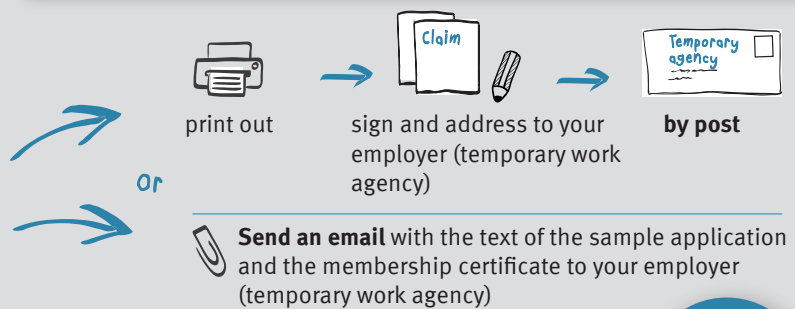 Claim
Temporary
agency
print out
sign and address to your
employer (temporary work
agency)
by post
or
Send an email with the text of the sample application
and the membership certificate to your employer
(temporary work agency)